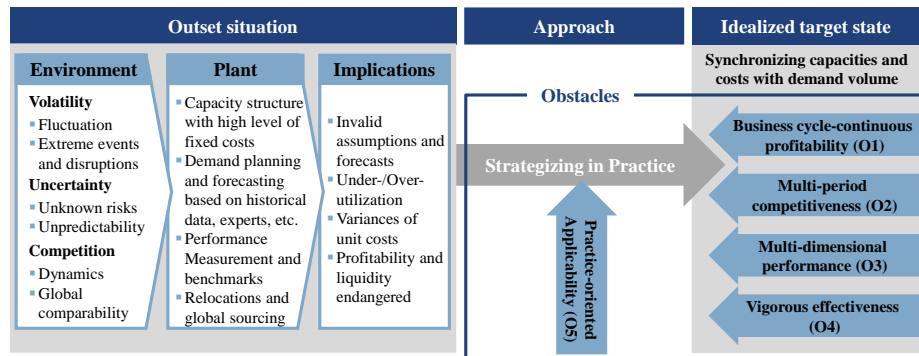 Outset situation
Environment
Volatility
Fluctuation
Extreme events
and disruptions
Uncertainty
Unknown risks
Unpredictability
Competition
Dynamics
Global
comparability
Plant
Capacity structure
with high level of
fixed costs
Demand planning
and forecasting
based on historical
data, experts, etc.
Performance
Measurement and
benchmarks
Relocations and
global sourcing
Implications
Invalid
assumptions and
forecasts
Under-/Over-
utilization
Variances of
unit costs
Profitability and
liquidity
endangered
Approach
Obstacles
Strategizing in Practice
Practice-oriented
Applicability (O5)
Idealized target state
Synchronizing capacities and
costs with demand volume
Business cycle-continuous
profitability (O1)
Multi-period
competitiveness (O2)
Multi-dimensional
performance (O3)
Vigorous effectiveness
(O4)